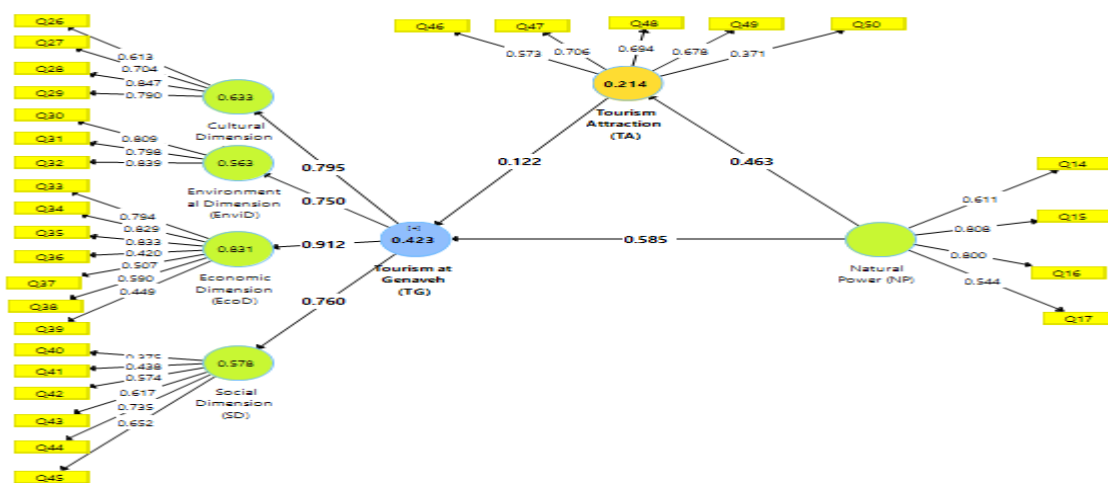 Q26
Q27
Q28
Q29
Q30
Q31
Q32
Q33
Q34
Q35
Q36
Q37
Q38
Q39
Q40
Q41
Q42
Q43
Q44
Q45
0.613
0.704
0.847
0.790
0.809
0.798
0.839
0.794
0.829
0.833
0.420
0.507
0.590
0.449
0.438
0.574
0.617
0.735
0.652
0.633
Cultural
Dimension
0.563
Environment
al Dimension
(EnviD)
0.831
Economic
Dimension
(EcoD)
0.578
Social
Dimension
(SD)
0.795
0.750
0.912
0.760
[+]
0.423
Tourism at
Genaveh
(TG)
0.122
0.585
0.463
Q46
Q47
Q48
Q49
Q50
0.573
0.706
0.694
0.678
0.371
0.214
Tourism
Attraction
(TA)
Natural
Power (NP)
0.611
0.808
0.800
0.544
Q14
Q15
Q16
Q17